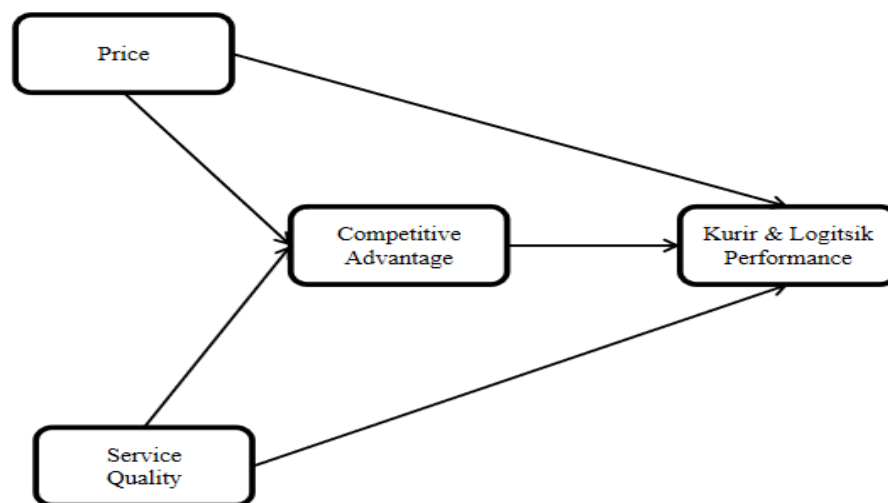 Price
Competitive
Advantage
Kurir & Logitsik
Performance
Service
Quality